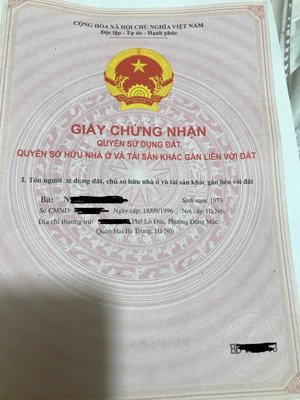 CỘNG HÒA XÃ HỘI CHỦ NGHĨA VIỆT NAM
Độc lập - Tự do - Hạnh phúc
GIẤY CHỨNG NHẬN
QUYỀN SỬ DỤNG ĐẤT
QUYỀN SỞ HỮU NHÀ Ở VÀ TÀI SẢN KHÁC GẮN LIỀN VỚI ĐẤT
I. Tên người sử dụng đất, chủ sở hữu nhà ở và tài sản khác gắn liền với đất
Bà: N Sinh năm: 1973
Số CMND: Ngày cấp: 18/09/1996 Nơi cấp: Hà Nội
Địa chỉ thường trú: Phố Lò Đúc, Phường Đống Mác,
Quận Hai Bà Trưng, Hà Nội